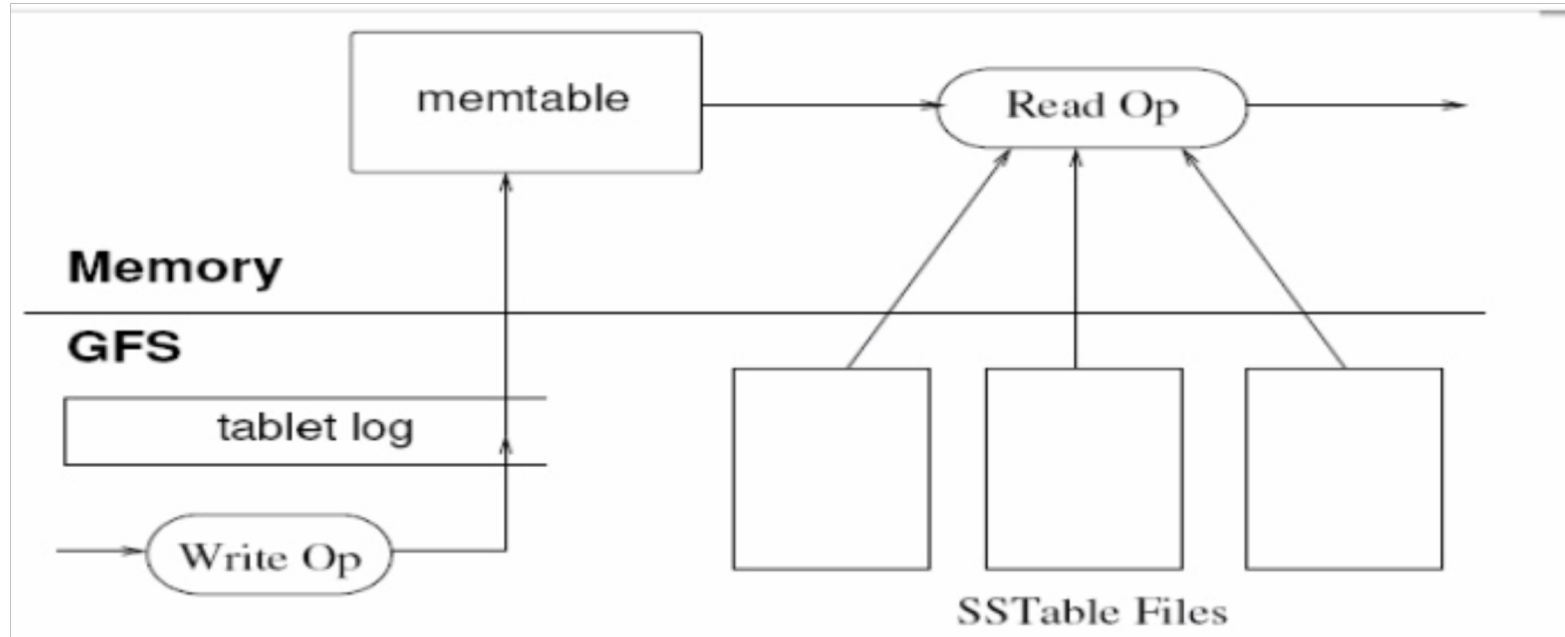 memtable
Read Op
Memory
GFS
tablet log
Write Op
SSTable Files